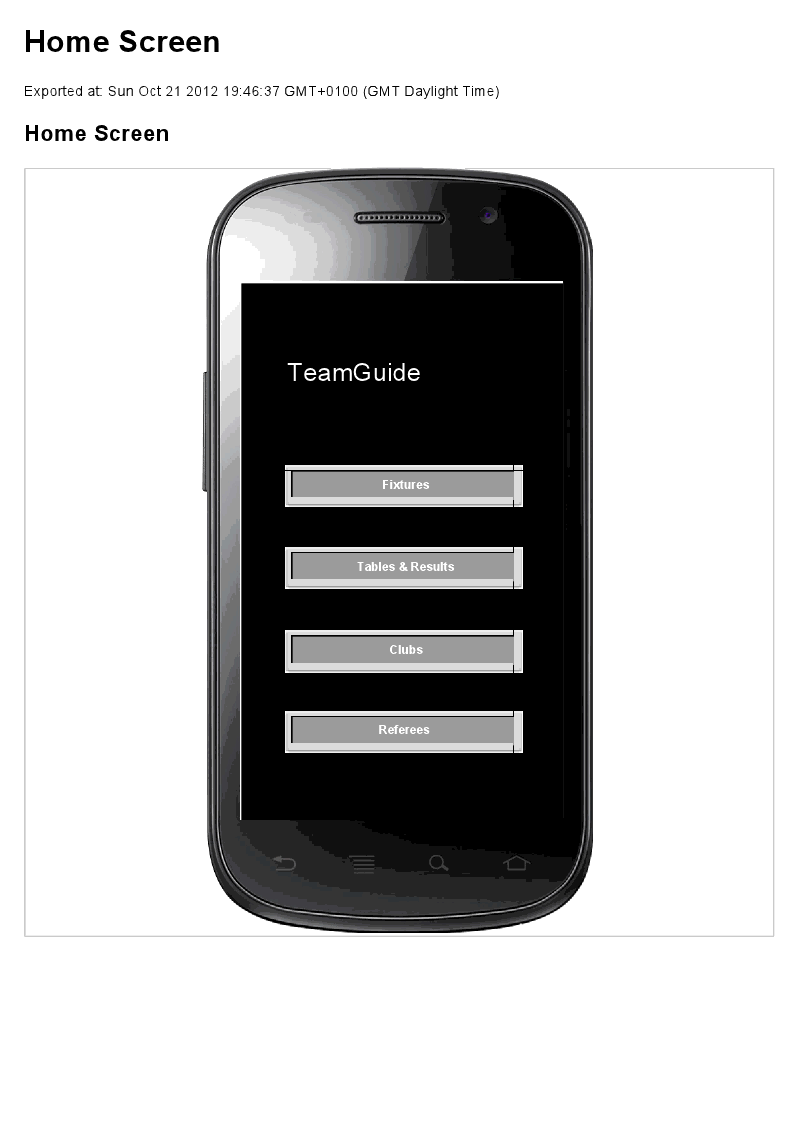 Home Screen
Exported at: Sun Oct 21 2012 19:46:37 GMT+0100 (GMT Daylight Time)
Home Screen
TeamGuide
Fixtures
Tables & Results
Clubs
Referees